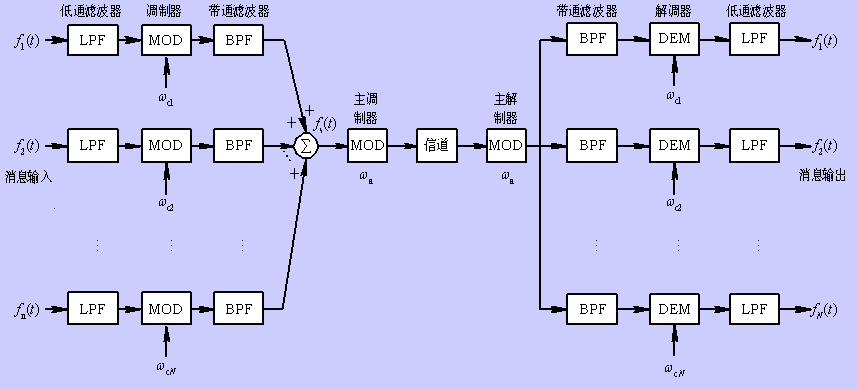 低通滤波器 调制器 带通滤波器 带通滤波器 解调器 低通滤波器
f1(t) LPF MOD BPF BPF DEM LPF f1(t)
ωc1 ωc1
+
+ fs(t) 主调制器 主解制器
f2(t) LPF MOD BPF Σ MOD 信道 MOD BPF DEM LPF f2(t)
消息输入 + ωa ωa 消息输出
ωc2 ωc2
⋮ ⋮ ⋮ ⋮ ⋮ ⋮
fn(t) LPF MOD BPF BPF DEM LPF fN(t)
ωcN ωcN